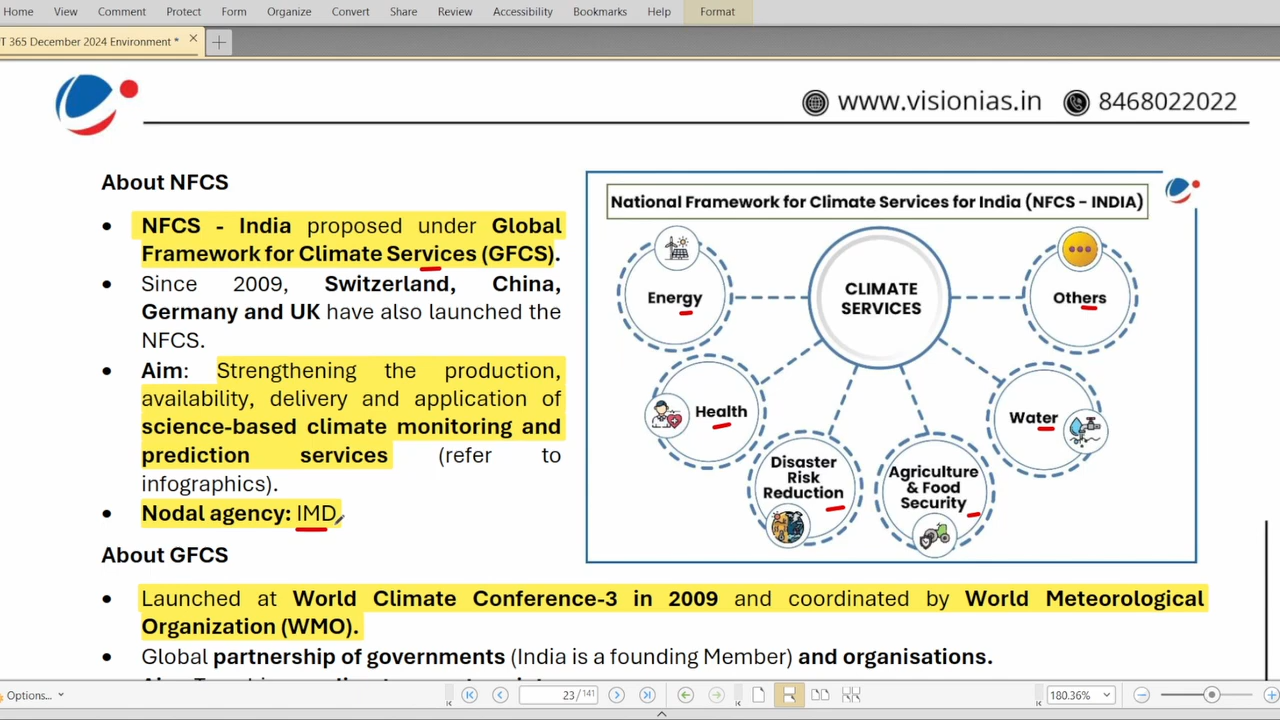 Home View Comment Protect Form Organize Convert Share Review Accessibility Bookmarks Help Format
T 365 December 2024 Environment *
www.visionias.in 8468022022
About NFCS
• NFCS - India proposed under Global
Framework for Climate Services (GFCS).
• Since 2009, Switzerland, China,
Germany and UK have also launched the
NFCS.
• Aim: Strengthening the production,
availability, delivery and application of
science-based climate monitoring and
prediction services (refer to
infographics).
• Nodal agency: IMD
National Framework for Climate Services for India (NFCS - INDIA)
CLIMATE
SERVICES
Energy
Others
Health
Water
Disaster
Risk
Reduction
Agriculture
& Food
Security
About GFCS
• Launched at World Climate Conference-3 in 2009 and coordinated by World Meteorological
Organization (WMO).
• Global partnership of governments (India is a founding Member) and organisations.
Options...
23 / 141
180.36%